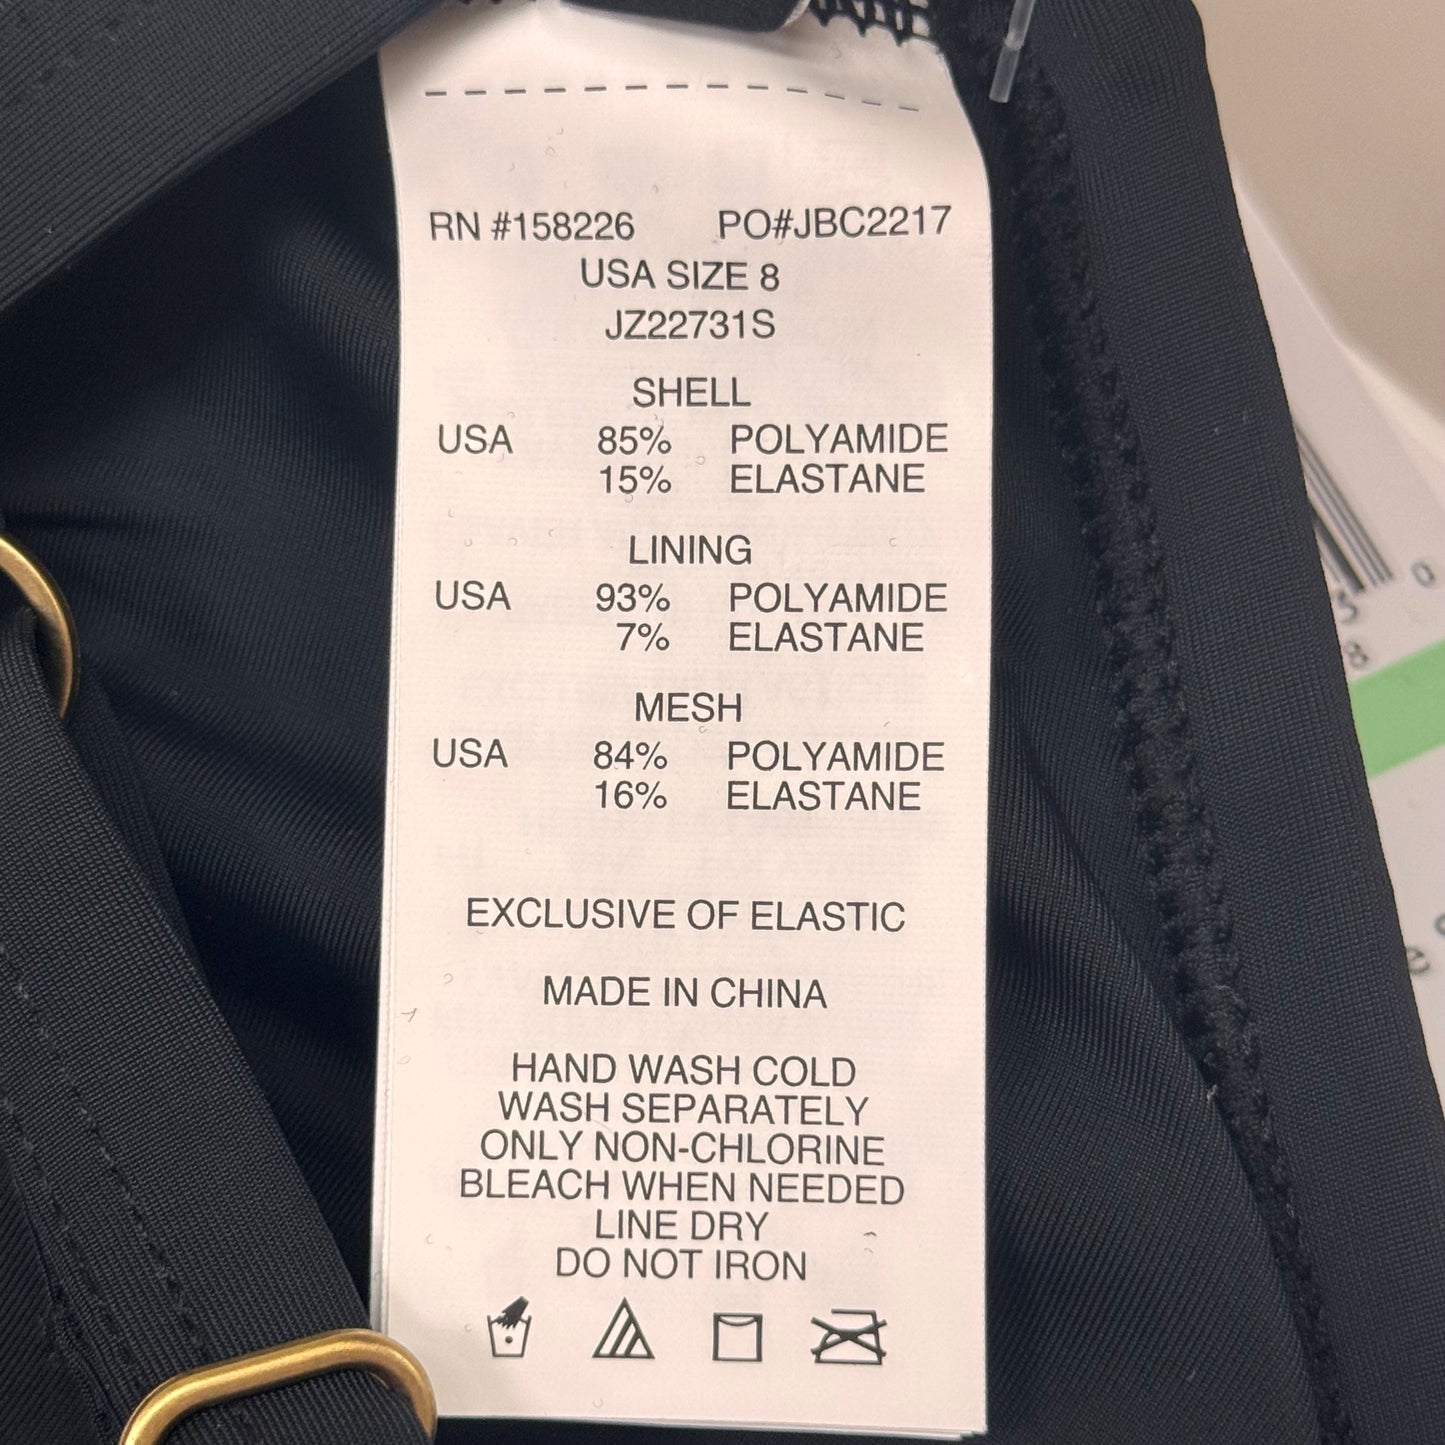 RN #158226 PO#JBC2217
USA SIZE 8
JZ22731S
SHELL
USA 85% POLYAMIDE
15% ELASTANE
LINING
USA 93% POLYAMIDE
7% ELASTANE
MESH
USA 84% POLYAMIDE
16% ELASTANE
EXCLUSIVE OF ELASTIC
MADE IN CHINA
HAND WASH COLD
WASH SEPARATELY
ONLY NON-CHLORINE
BLEACH WHEN NEEDED
LINE DRY
DO NOT IRON